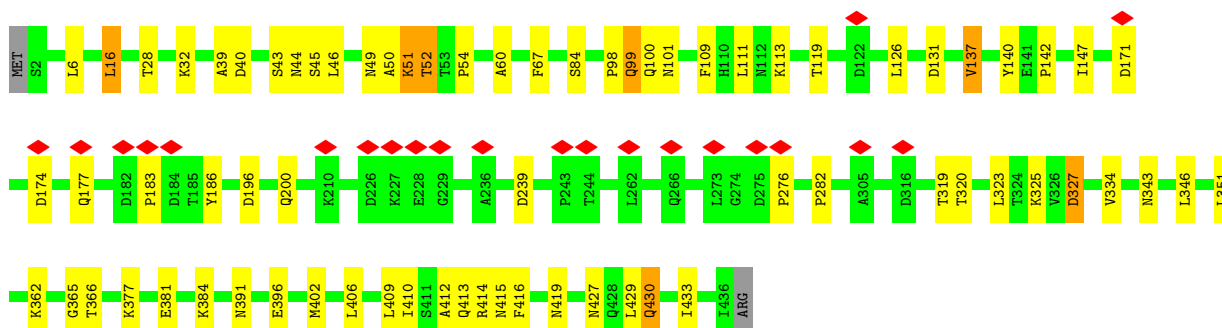 MET S2 L6 L16 T28 K32 A39 D40 S43 N44 S45 L46 N49 A50 K51 T52 T53 P54 A60 F67 S84 P98 Q99 Q100 N101 F109 H110 L111 N112 K113 T119 D122 L126 D131 V137 Y140 E141 P142 I147 D171
D174 Q177 D182 P183 D184 T185 Y186 D196 Q200 K210 D226 K227 E228 G229 A236 D239 P243 T244 L262 Q266 L273 G274 D275 P276 P282 A305 D316 T319 T320 L323 T324 K325 V326 D327 V334 N343 L346
K362 G365 T366 K377 E381 K384 N391 E396 M402 L406 L409 I410 S411 A412 Q413 R414 N415 F416 N419 N427 Q428 L429 Q430 I433 I436 ARG